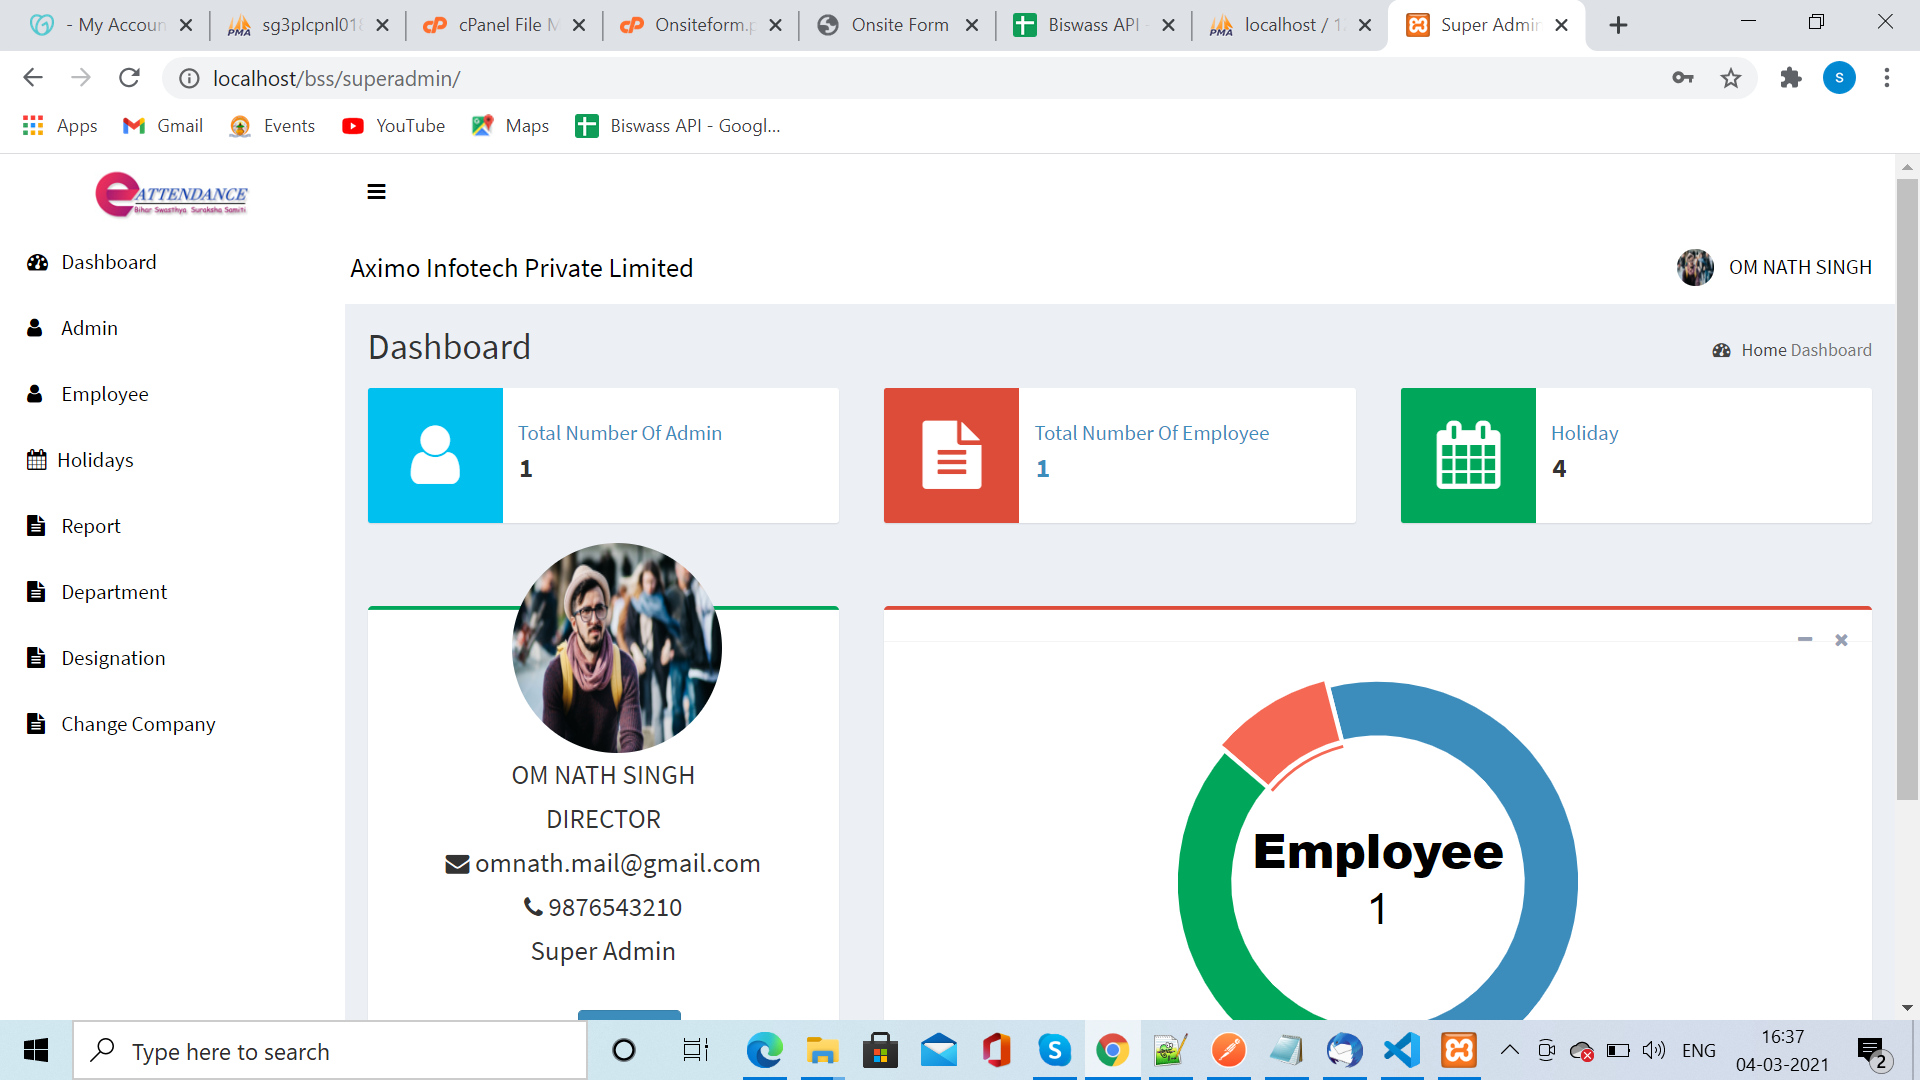 - My Accoun
sg3plcpnl018
cPanel File M
Onsiteform.p
Onsite Form
Biswass API -
localhost / 12
Super Admin
localhost/bss/superadmin/
S
Apps
Gmail
Events
YouTube
Maps
Biswass API - Googl...
eATTENDANCE
Bihar Swasthya Suraksha Samiti
Aximo Infotech Private Limited
OM NATH SINGH
Dashboard
Admin
Employee
Holidays
Report
Department
Designation
Change Company
Dashboard
Home Dashboard
Total Number Of Admin
1
Total Number Of Employee
1
Holiday
4
OM NATH SINGH
DIRECTOR
omnath.mail@gmail.com
9876543210
Super Admin
Employee
1
Type here to search
ENG
16:37
04-03-2021
2